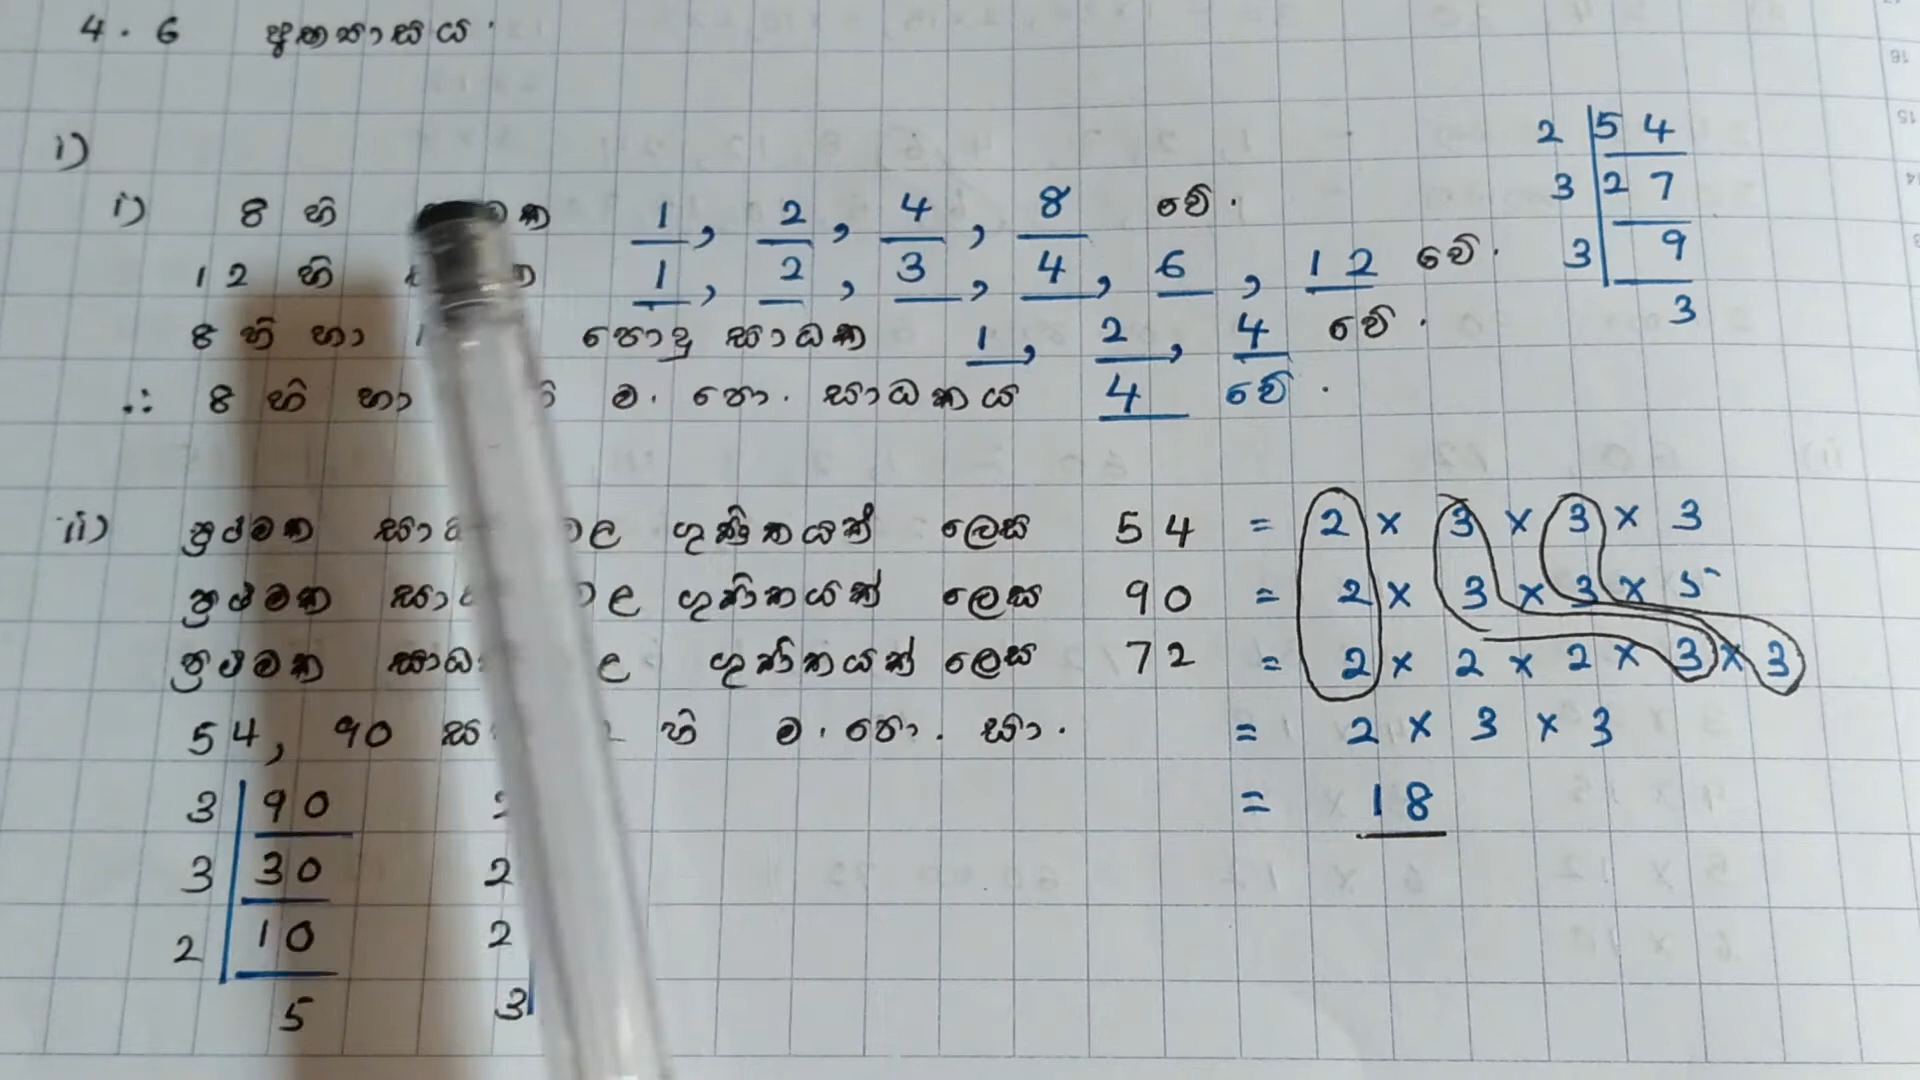 4.6 අභ්‍යාසය.
1)
i) 8 හි 1, 2, 4, 8 වේ.
12 හි 1, 2, 3, 4, 6, 12 වේ.
8 හි හා පොදු සාධක 1, 2, 4 වේ.
∴ 8 හි හා ම. පො. සාධකය 4 වේ.
2 | 54
3 | 27
3 | 9
3
ii) ප්‍රථමක ගුණිතයක් ලෙස 54 = 2 × 3 × 3 × 3
ප්‍රථමක ගුණිතයක් ලෙස 90 = 2 × 3 × 3 × 5
ප්‍රථමක ගුණිතයක් ලෙස 72 = 2 × 2 × 2 × 3 × 3
54, 90 හි ම. පො. සා. = 2 × 3 × 3
= 18
3 | 90
3 | 30 2
2 | 10 2
5 3